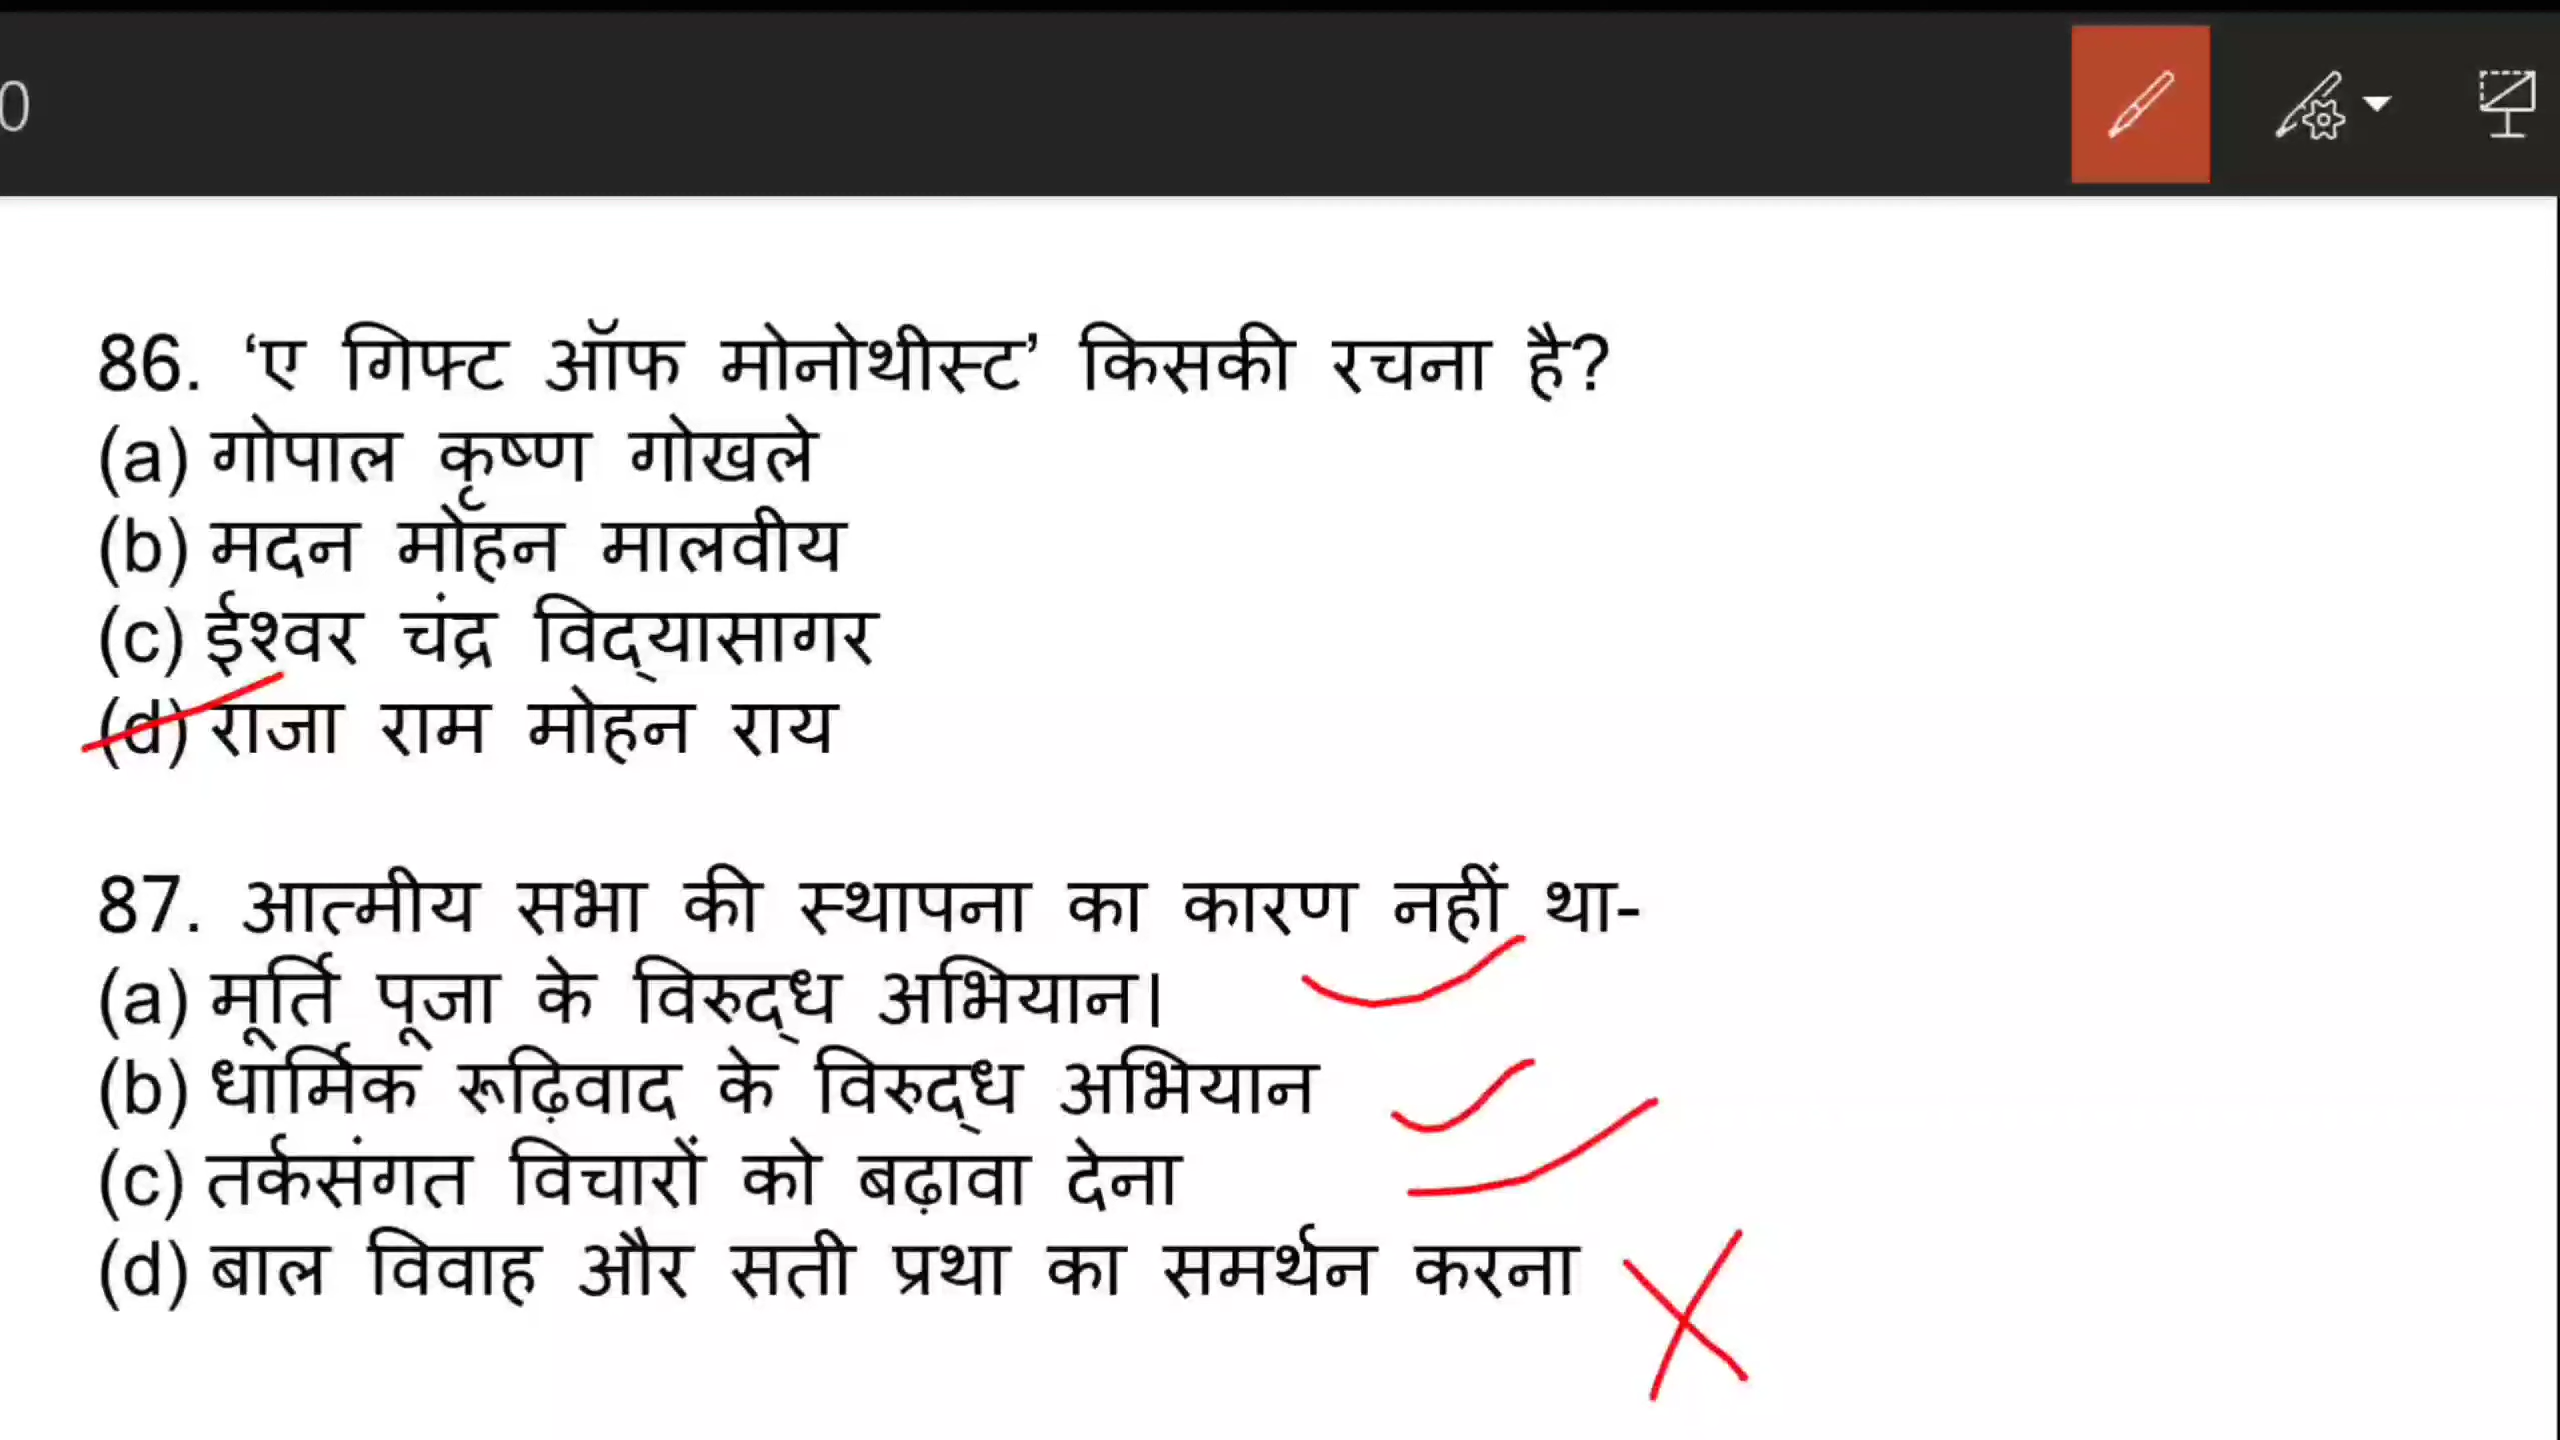 0
86. ‘ए गिफ्ट ऑफ मोनोथीस्ट’ किसकी रचना है?
(a) गोपाल कृष्ण गोखले
(b) मदन मोहन मालवीय
(c) ईश्वर चंद्र विद्यासागर
(d) राजा राम मोहन राय
87. आत्मीय सभा की स्थापना का कारण नहीं था-
(a) मूर्ति पूजा के विरुद्ध अभियान।
(b) धार्मिक रूढ़िवाद के विरुद्ध अभियान
(c) तर्कसंगत विचारों को बढ़ावा देना
(d) बाल विवाह और सती प्रथा का समर्थन करना